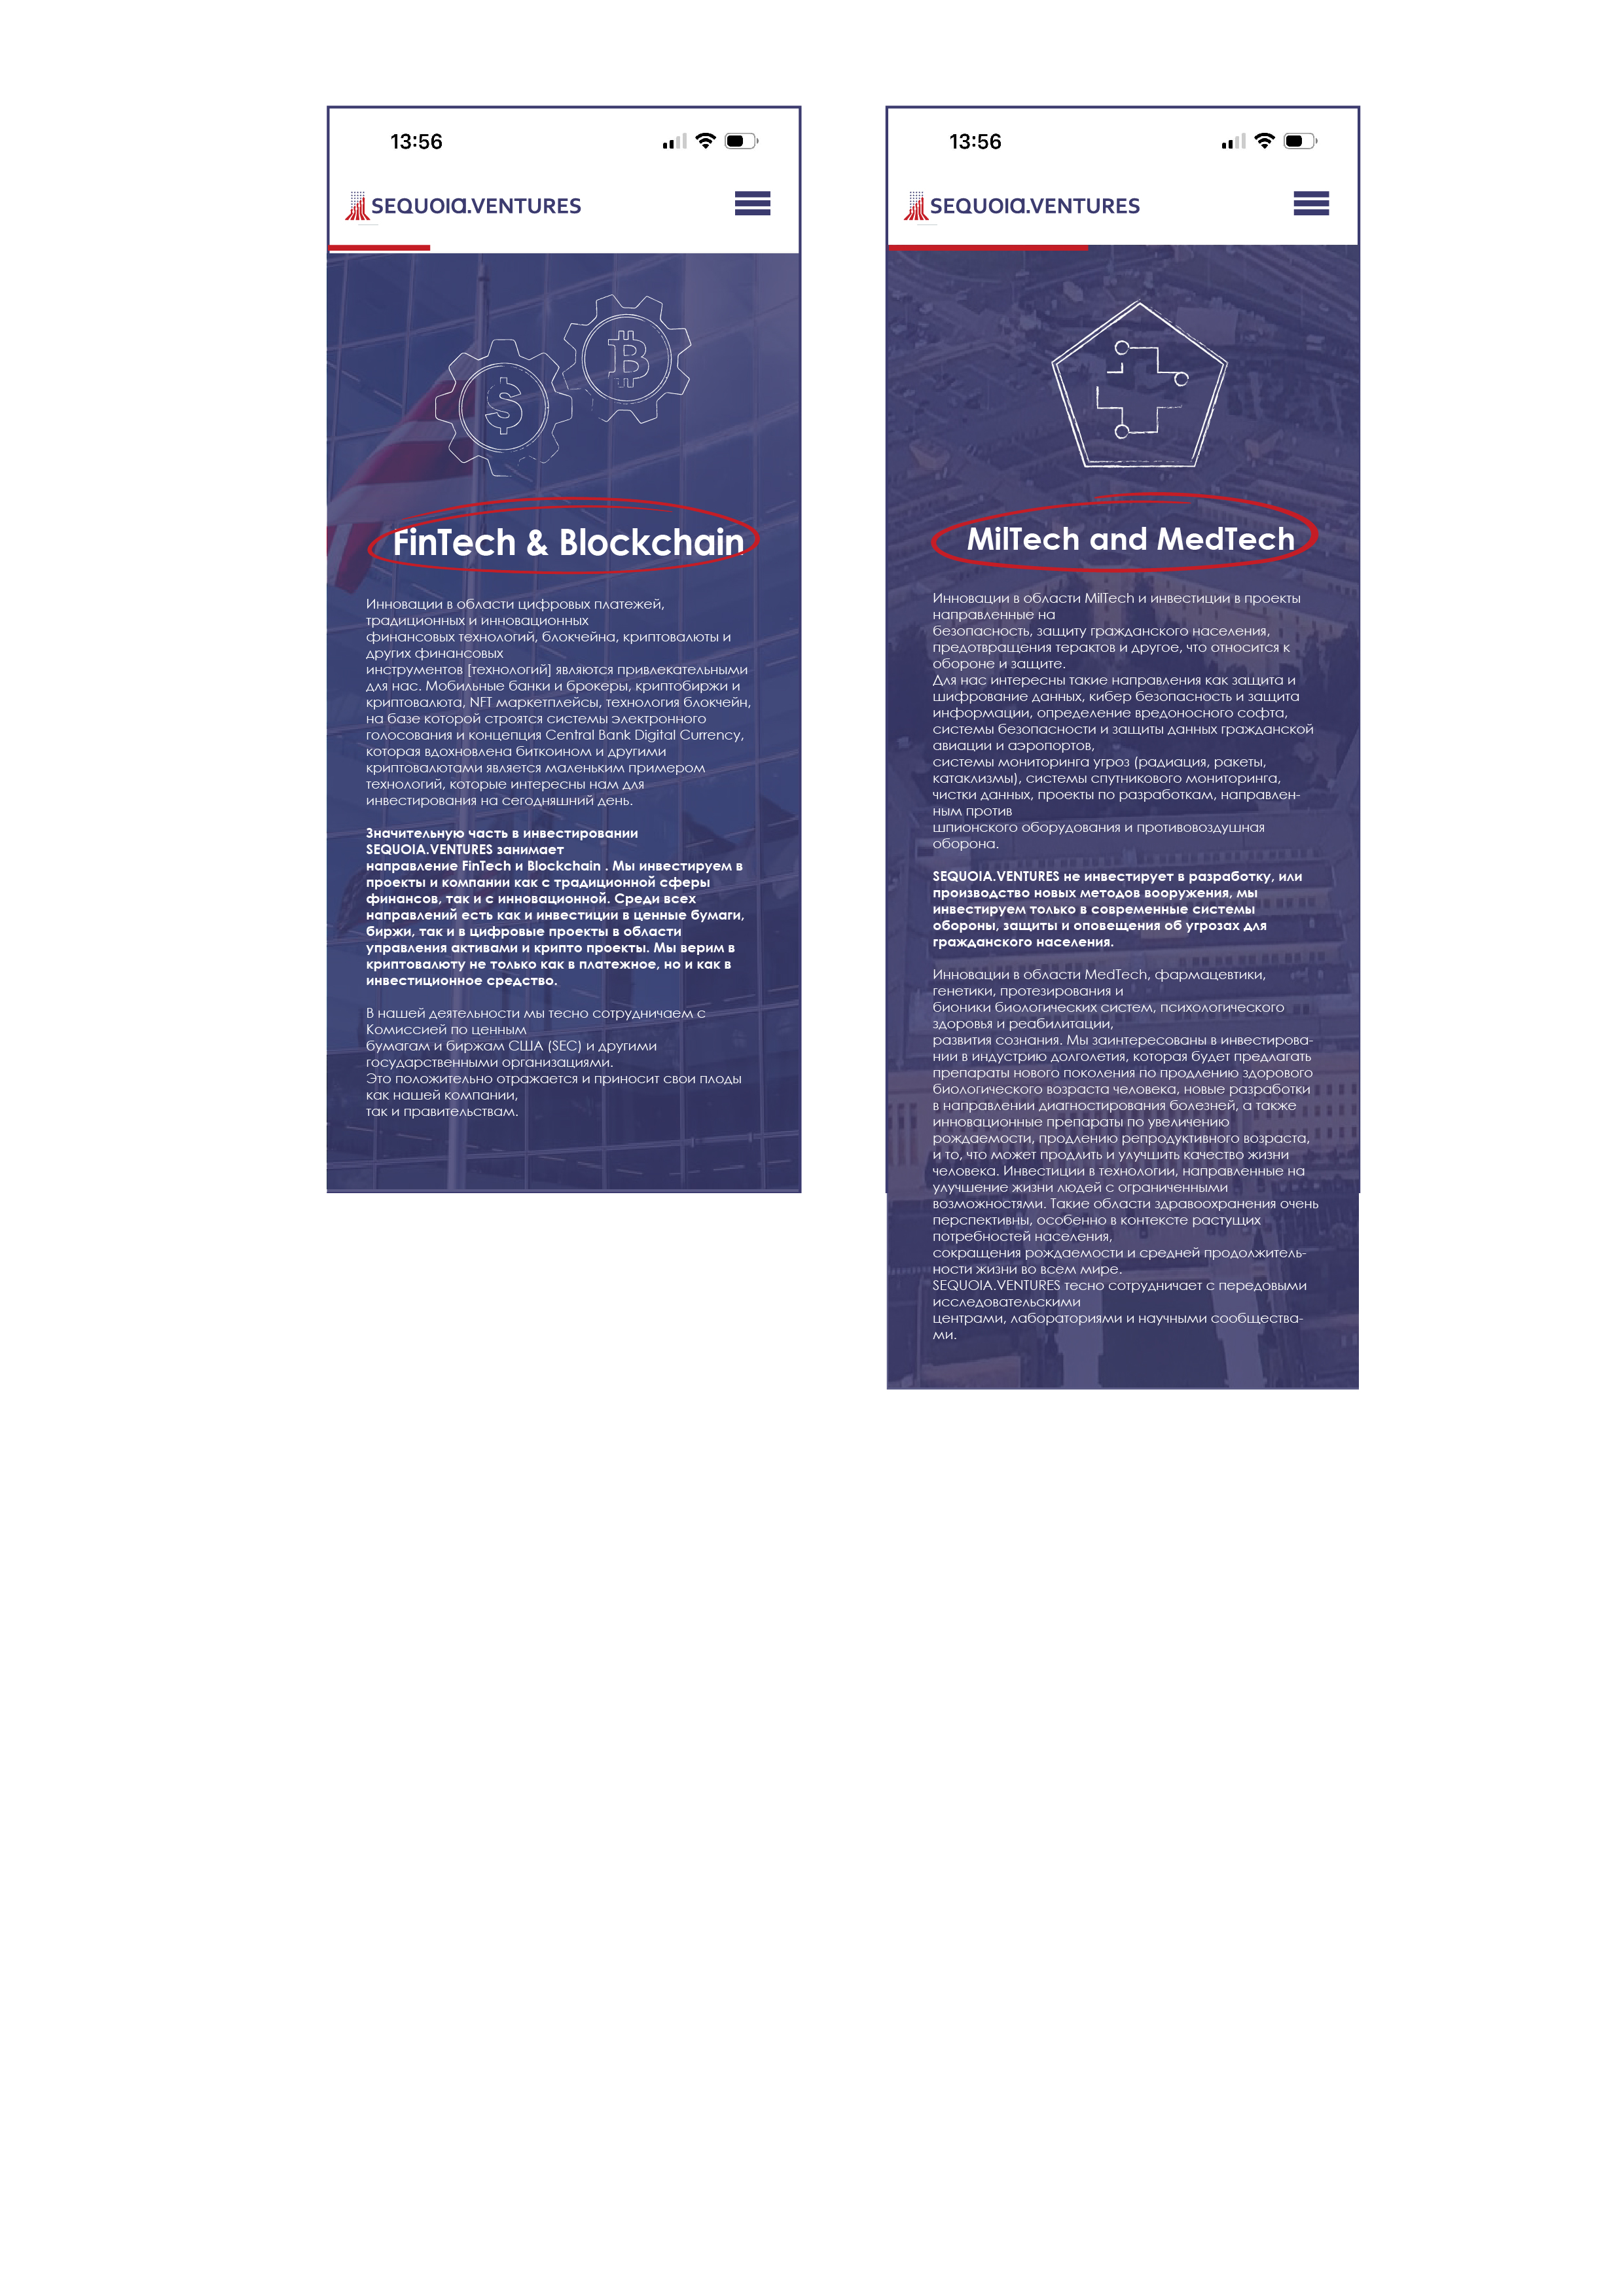 13:56
SEQUOIA.VENTURES
$
B
FinTech & Blockchain
Инновации в области цифровых платежей,
традиционных и инновационных
финансовых технологий, блокчейна, криптовалюты и
других финансовых
инструментов [технологий] являются привлекательными
для нас. Мобильные банки и брокеры, криптобиржи и
криптовалюта, NFT маркетплейсы, технология блокчейн,
на базе которой строятся системы электронного
голосования и концепция Central Bank Digital Currency,
которая вдохновлена биткоином и другими
криптовалютами является маленьким примером
технологий, которые интересны нам для
инвестирования на сегодняшний день.
Значительную часть в инвестировании
SEQUOIA.VENTURES занимает
направление FinTech и Blockchain . Мы инвестируем в
проекты и компании как с традиционной сферы
финансов, так и с инновационной. Среди всех
направлений есть как и инвестиции в ценные бумаги,
биржи, так и в цифровые проекты в области
управления активами и крипто проекты. Мы верим в
криптовалюту не только как в платежное, но и как в
инвестиционное средство.
В нашей деятельности мы тесно сотрудничаем с
Комиссией по ценным
бумагам и биржам США (SEC) и другими
государственными организациями.
Это положительно отражается и приносит свои плоды
как нашей компании,
так и правительствам.
13:56
SEQUOIA.VENTURES
MilTech and MedTech
Инновации в области MilTech и инвестиции в проекты
направленные на
безопасность, защиту гражданского населения,
предотвращения терактов и другое, что относится к
обороне и защите.
Для нас интересны такие направления как защита и
шифрование данных, кибер безопасность и защита
информации, определение вредоносного софта,
системы безопасности и защиты данных гражданской
авиации и аэропортов,
системы мониторинга угроз (радиация, ракеты,
катаклизмы), системы спутникового мониторинга,
чистки данных, проекты по разработкам, направлен-
ным против
шпионского оборудования и противовоздушная
оборона.
SEQUOIA.VENTURES не инвестирует в разработку, или
производство новых методов вооружения, мы
инвестируем только в современные системы
обороны, защиты и оповещения об угрозах для
гражданского населения.
Инновации в области MedTech, фармацевтики,
генетики, протезирования и
бионики биологических систем, психологического
здоровья и реабилитации,
развития сознания. Мы заинтересованы в инвестирова-
нии в индустрию долголетия, которая будет предлагать
препараты нового поколения по продлению здорового
биологического возраста человека, новые разработки
в направлении диагностирования болезней, а также
инновационные препараты по увеличению
рождаемости, продлению репродуктивного возраста,
и то, что может продлить и улучшить качество жизни
человека. Инвестиции в технологии, направленные на
улучшение жизни людей с ограниченными
возможностями. Такие области здравоохранения очень
перспективны, особенно в контексте растущих
потребностей населения,
сокращения рождаемости и средней продолжитель-
ности жизни во всем мире.
SEQUOIA.VENTURES тесно сотрудничает с передовыми
исследовательскими
центрами, лабораториями и научными сообщества-
ми.